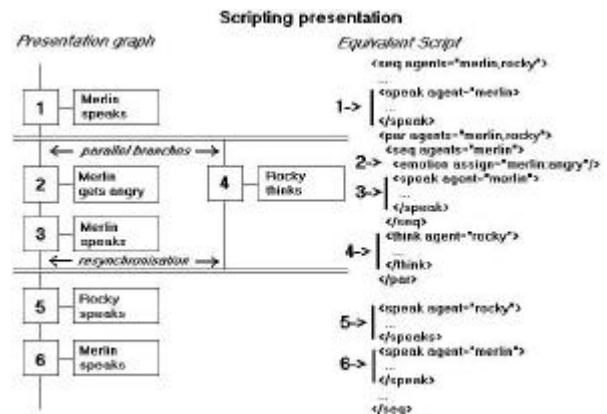 Scripting presentation
Presentation graph
Equivalent Script
1
Merlin
speaks
parallel branches
2
Merlin
gets angry
4
Rocky
thinks
3
Merlin
speaks
resynchronisation
5
Rocky
speaks
6
Merlin
speaks
<seq agents="merlin,rocky">
...
1->
<speak agent="merlin>
...
</speak>
<par agents="merlin,rocky">
<seq agents="merlin">
2-> <emotion assign="merlin:angry"/>
<speak agent="merlin">
3-> ...
</speak>
</seq>
<think agent="rocky">
4-> ...
</think>
</par>
<speak agent="rocky">
5-> ...
</speaks>
<speak agent="merlin">
6-> ...
</speak>
...
</seq>